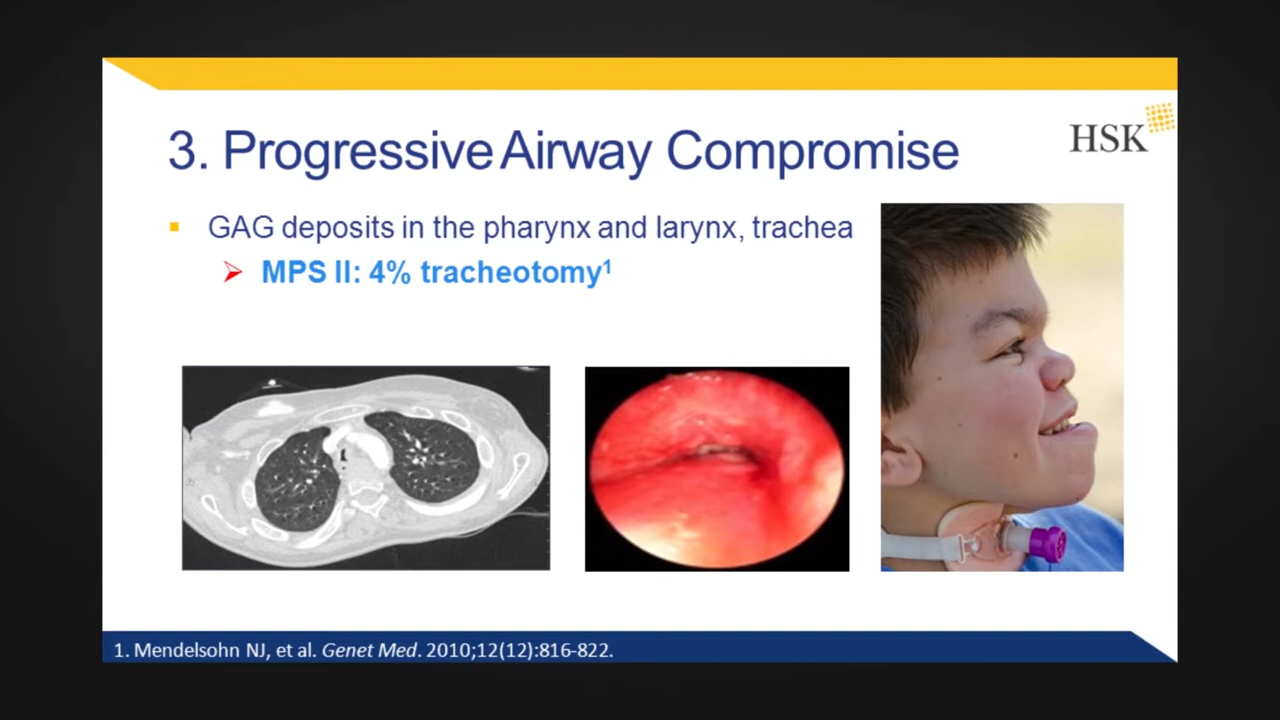 3. Progressive Airway Compromise
HSK
GAG deposits in the pharynx and larynx, trachea
MPS II: 4% tracheotomy¹
1. Mendelsohn NJ, et al. Genet Med. 2010;12(12):816-822.